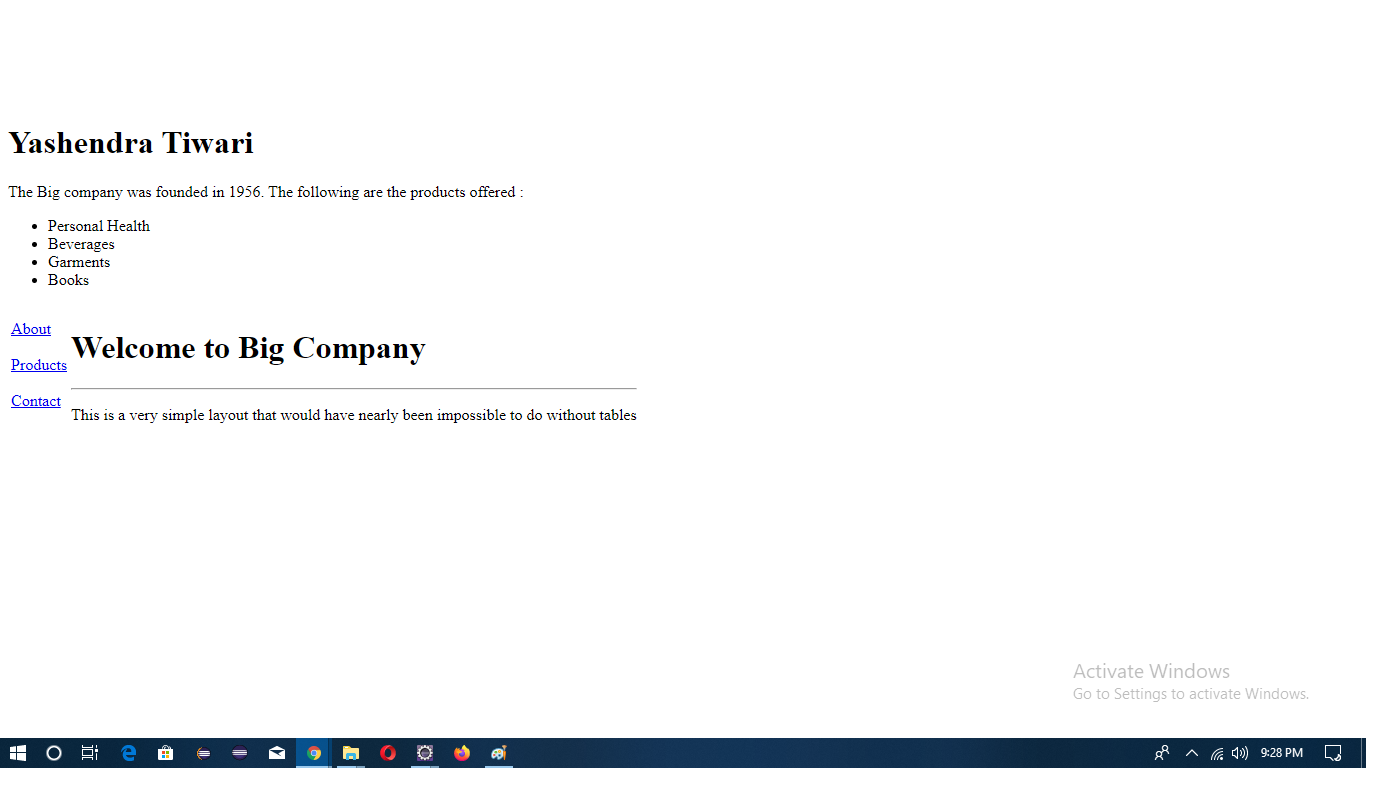 Yashendra Tiwari
The Big company was founded in 1956. The following are the products offered :
Personal Health
Beverages
Garments
Books
About
Products
Contact
Welcome to Big Company
This is a very simple layout that would have nearly been impossible to do without tables
Activate Windows
Go to Settings to activate Windows.
9:28 PM